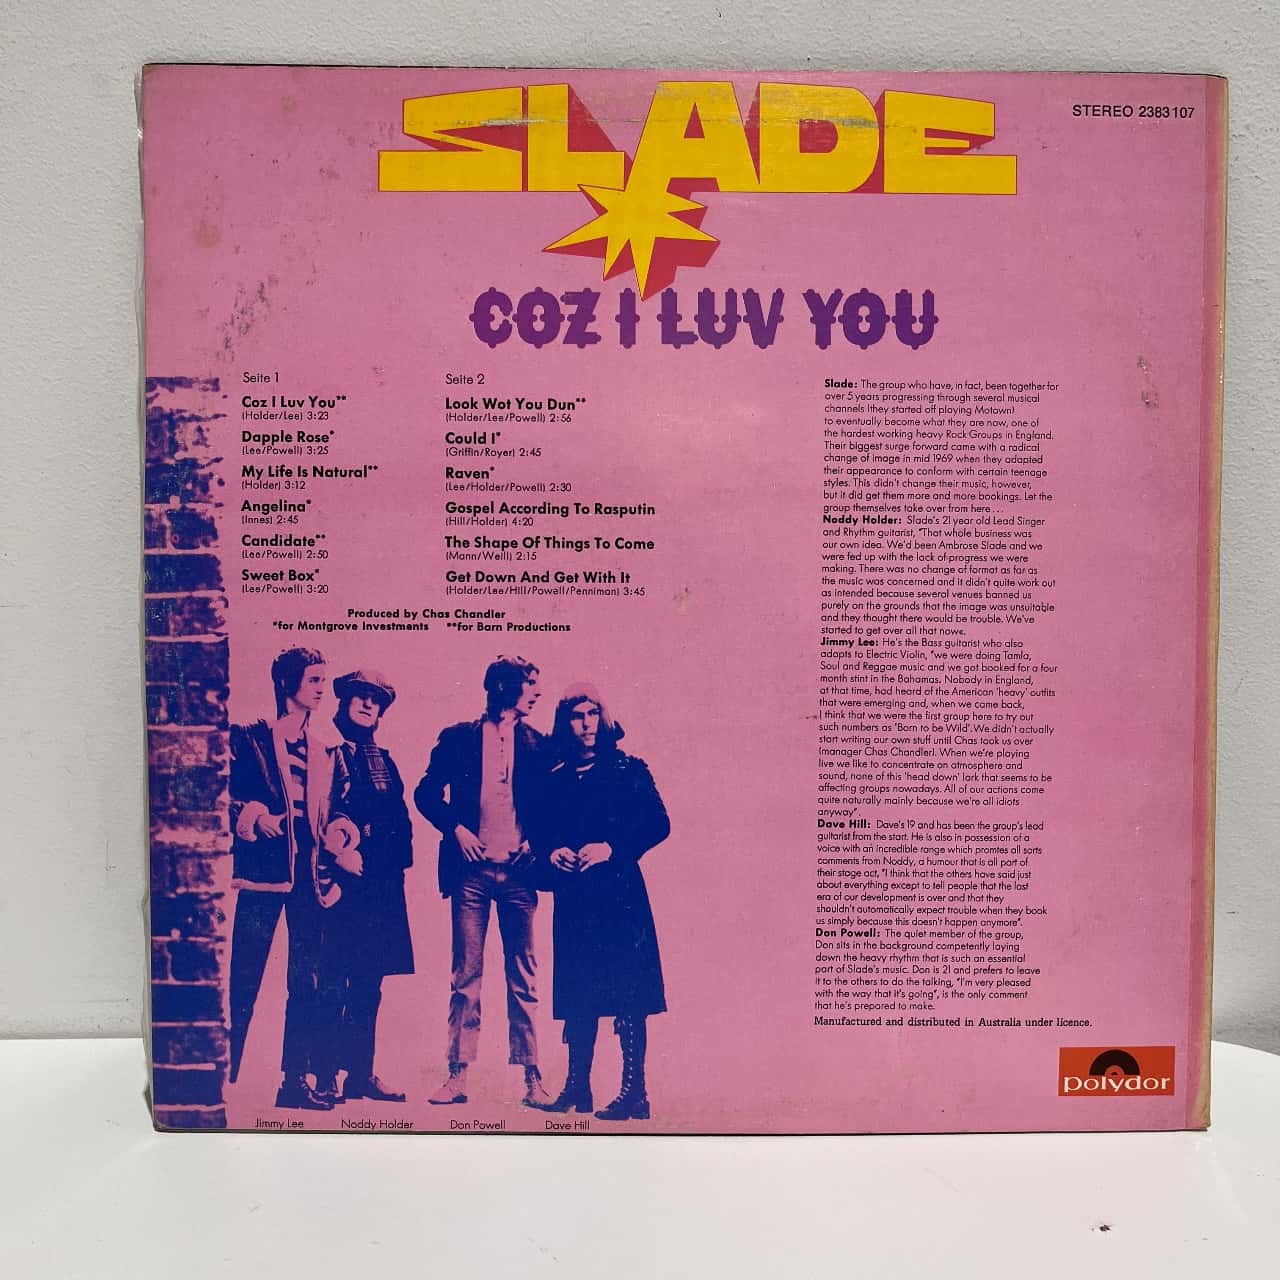 SLADE
STEREO 2383 107
COZ I LUV YOU
Seite 1
Coz I Luv You**
(Holder/Lee) 3:23
Dapple Rose*
(Lee/Powell) 3:25
My Life Is Natural**
(Holder) 3:12
Angelina*
(Innes) 2:45
Candidate**
(Lee/Powell) 2:50
Sweet Box*
(Lee/Powell) 3:20
Seite 2
Look Wot You Dun**
(Holder/Lee/Powell) 2:56
Could I*
(Griffin/Royer) 2:45
Raven*
(Lee/Holder/Powell) 2:30
Gospel According To Rasputin
(Hill/Holder) 4:20
The Shape Of Things To Come
(Mann/Weill) 2:15
Get Down And Get With It
(Holder/Lee/Hill/Powell/Penniman) 3:45
Produced by Chas Chandler
*for Montgrove Investments **for Barn Productions
Slade: The group who have, in fact, been together for
over 5 years progressing through several musical
channels (they started off playing Motown)
to eventually become what they are now, one of
the hardest working heavy Rock Groups in England.
Their biggest surge forward came with a radical
change of image in mid 1969 when they adapted
their appearance to conform with certain teenage
styles. This didn't change their music, however,
but it did get them more and more bookings. Let the
group themselves take over from here...
Noddy Holder: Slade's 21 year old Lead Singer
and Rhythm guitarist, "That whole business was
our own idea. We'd been Ambrose Slade and we
were fed up with the lack of progress we were
making. There was no change of format as far as
the music was concerned and it didn't quite work out
as intended because several venues banned us
purely on the grounds that the image was unsuitable
and they thought there would be trouble. We've
started to get over all that now«.
Jimmy Lee: He's the Bass guitarist who also
adapts to Electric Violin, "we were doing Tamla,
Soul and Reggae music and we got booked for a four
month stint in the Bahamas. Nobody in England,
at that time, had heard of the American 'heavy' outfits
that were emerging and, when we came back,
I think that we were the first group here to try out
such numbers as 'Born to be Wild'. We didn't actually
start writing our own stuff until Chas took us over
(manager Chas Chandler). When we're playing
live we like to concentrate on atmosphere and
sound, none of this 'head down' lark that seems to be
affecting groups nowadays. All of our actions come
quite naturally mainly because we're all idiots
anyway".
Dave Hill: Dave's 19 and has been the group's lead
guitarist from the start. He is also in possession of a
voice with an incredible range which promtes all sorts
comments from Noddy, a humour that is all part of
their stage act, "I think that the others have said just
about everything except to tell people that the last
era of our development is over and that they
shouldn't automatically expect trouble when they book
us simply because this doesn't happen anymore".
Don Powell: The quiet member of the group,
Don sits in the background competently laying
down the heavy rhythm that is such an essential
part of Slade's music. Don is 21 and prefers to leave
it to the others to do the talking, "I'm very pleased
with the way that it's going", is the only comment
that he's prepared to make.
Manufactured and distributed in Australia under licence.
polydor
Jimmy Lee Noddy Holder Don Powell Dave Hill